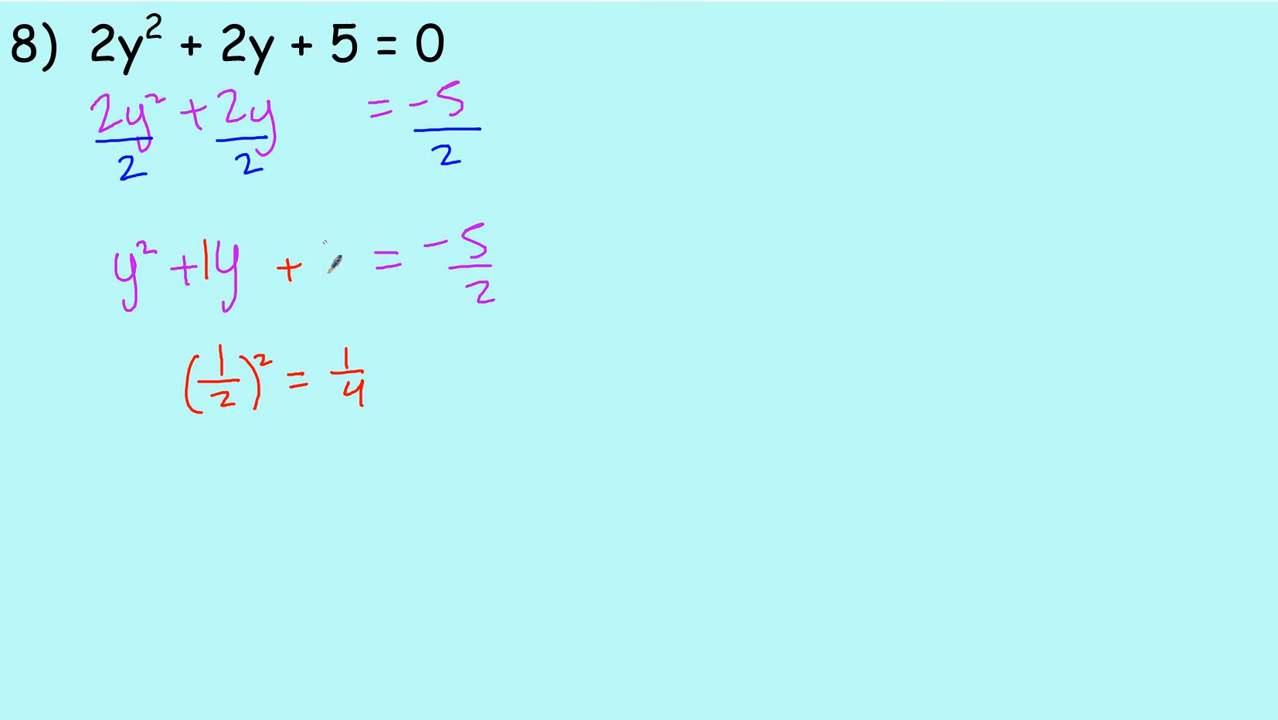 8) 2y² + 2y + 5 = 0
2y²/2 + 2y/2 = -5/2
y² + 1y + = -5/2
(1/2)² = 1/4